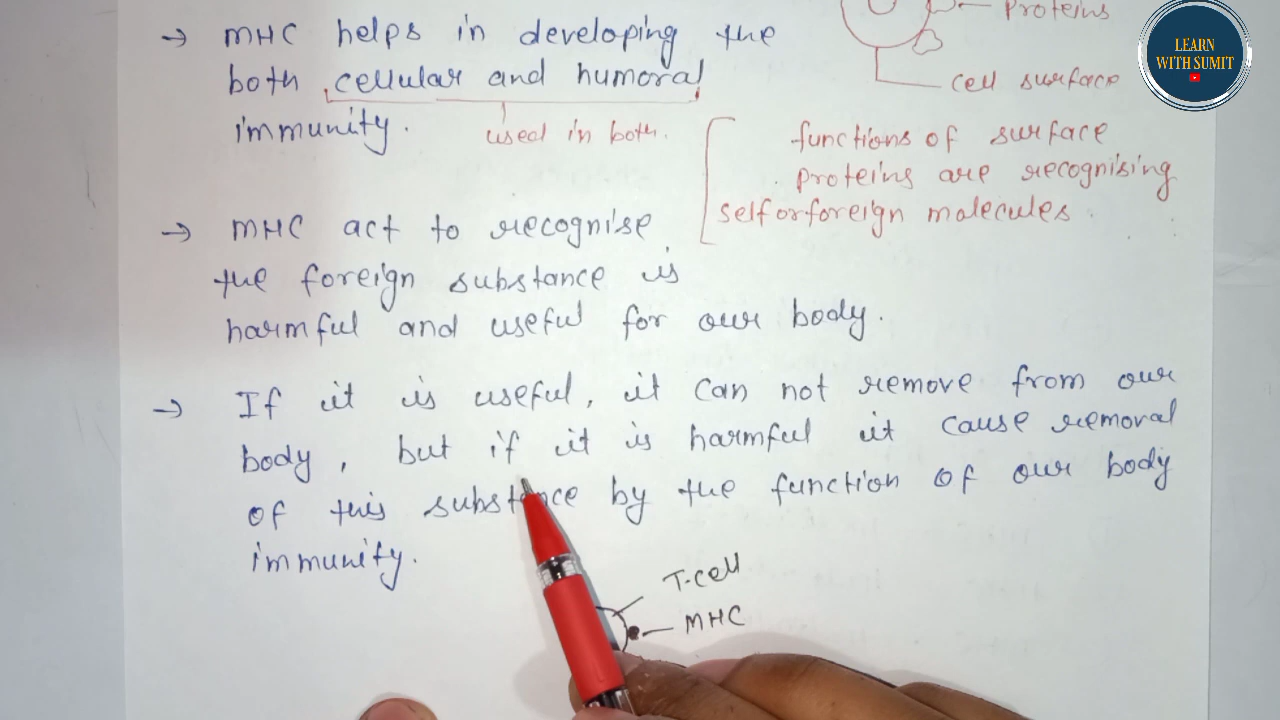 → MHC helps in developing the
both cellular and humoral
immunity.
used in both.
Proteins
cell surface
functions of surface
proteins are recognising
self or foreign molecules.
→ MHC act to recognise
the foreign substance is
harmful and useful for our body.
→ If it is useful, it can not remove from our
body, but if it is harmful it cause removal
of this substance by the function of our body
immunity.
T-cell
MHC
LEARN
WITH SUMIT